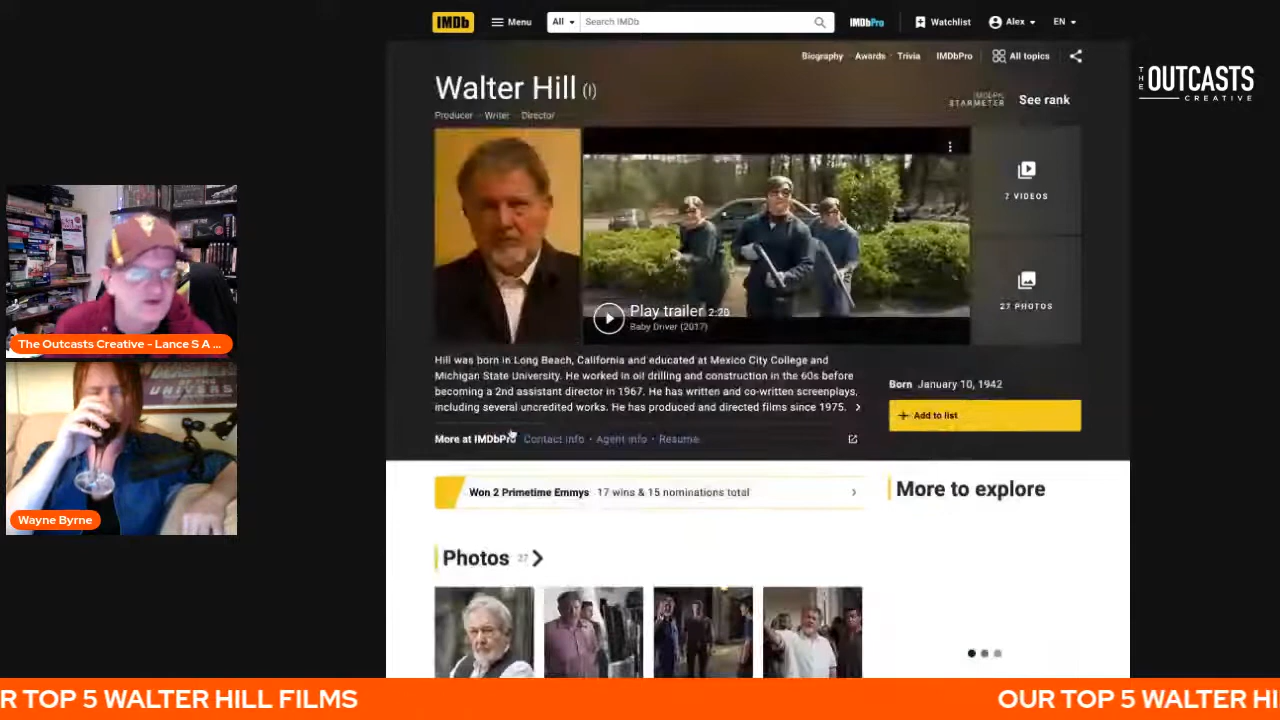 IMDb
Menu
All
Search IMDb
IMDbPro
Watchlist
Alex
EN
Biography · Awards · Trivia
IMDbPro
All topics
THE OUTCASTS
CREATIVE
Walter Hill (I)
Producer · Writer · Director
STARMETER
See rank
7 VIDEOS
27 PHOTOS
Play trailer 2:20
Baby Driver (2017)
Hill was born in Long Beach, California and educated at Mexico City College and
Michigan State University. He worked in oil drilling and construction in the 60s before
becoming a 2nd assistant director in 1967. He has written and co-written screenplays,
including several uncredited works. He has produced and directed films since 1975.
Born January 10, 1942
+ Add to list
More at IMDbPro
Contact info · Agent info · Resume
Won 2 Primetime Emmys
17 wins & 15 nominations total
More to explore
Photos 27
The Outcasts Creative - Lance S A ...
UNIVERSE
Wayne Byrne
R TOP 5 WALTER HILL FILMS
OUR TOP 5 WALTER HI